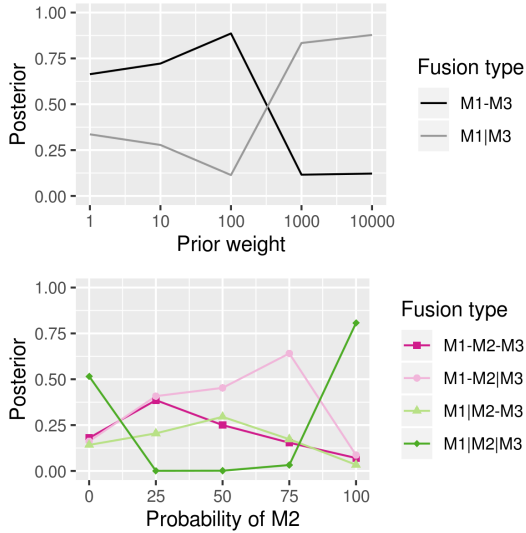 1.00
0.75
0.50
0.25
0.00
Posterior
1 10 100 1000 10000
Prior weight
Fusion type
M1-M3
M1|M3
1.00
0.75
0.50
0.25
0.00
Posterior
0 25 50 75 100
Probability of M2
Fusion type
M1-M2-M3
M1-M2|M3
M1|M2-M3
M1|M2|M3